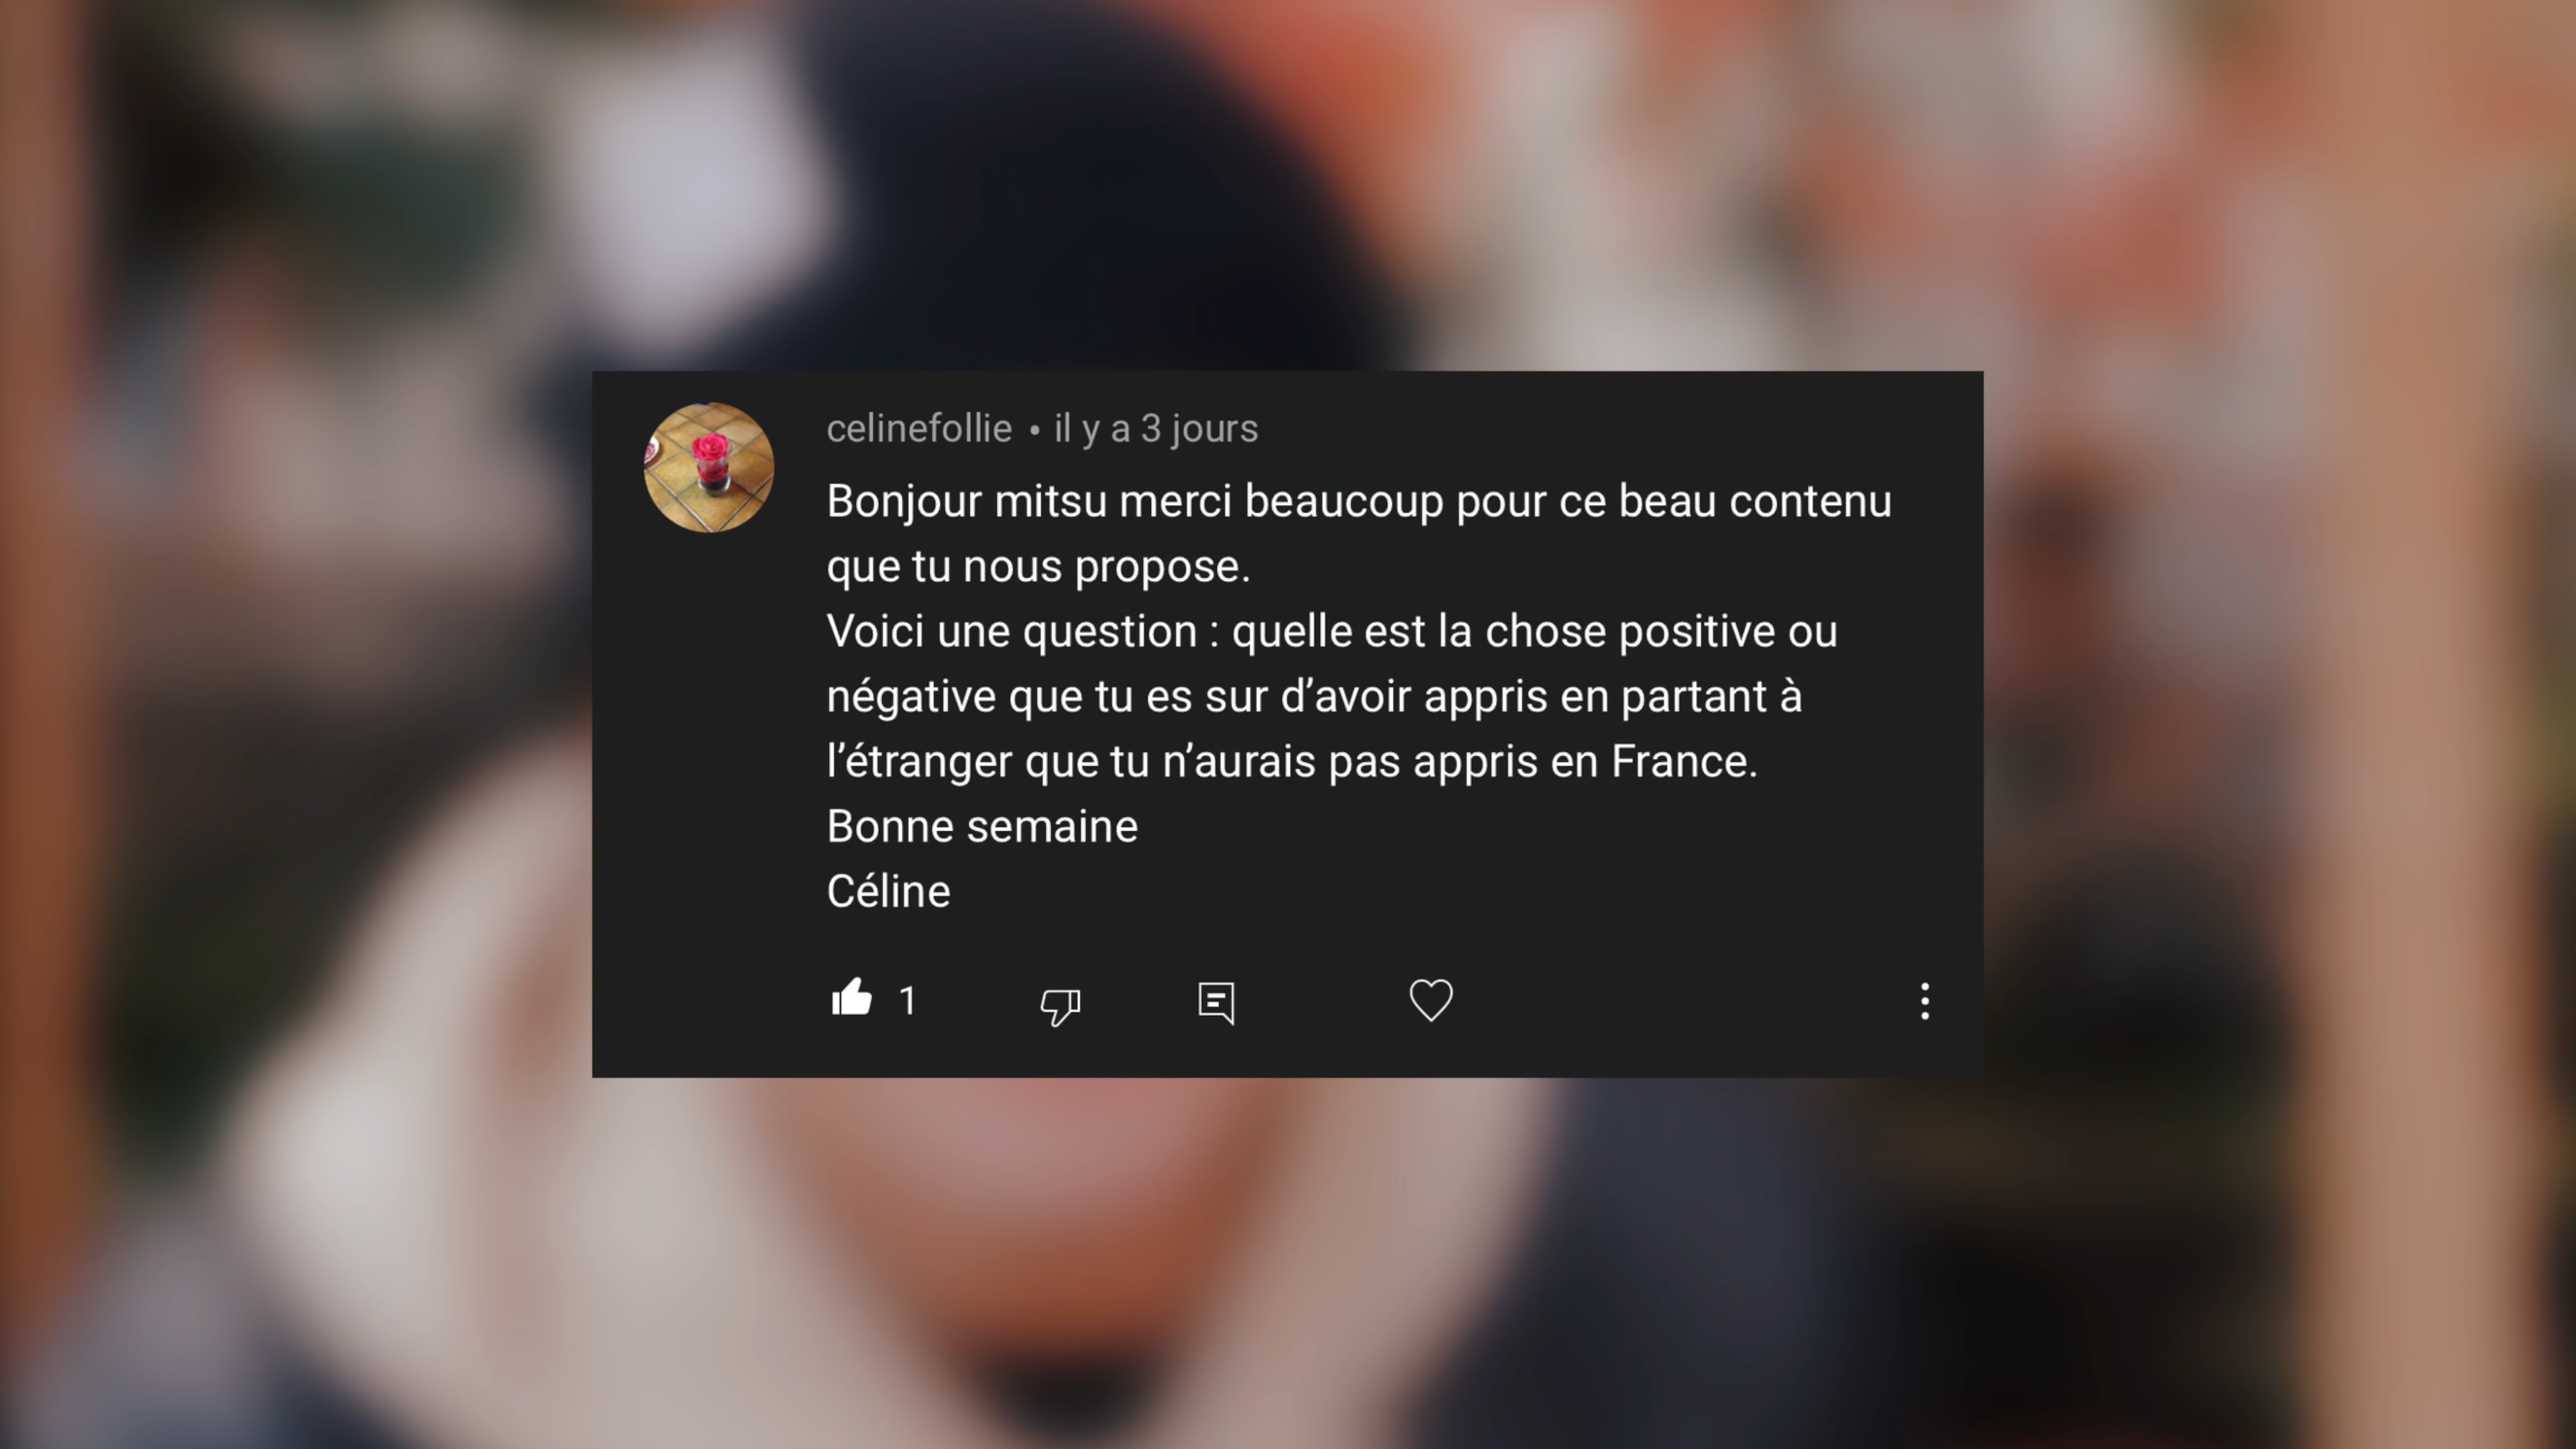 celinefollie • il y a 3 jours
Bonjour mitsu merci beaucoup pour ce beau contenu
que tu nous propose.
Voici une question : quelle est la chose positive ou
négative que tu es sur d’avoir appris en partant à
l’étranger que tu n’aurais pas appris en France.
Bonne semaine
Céline
1